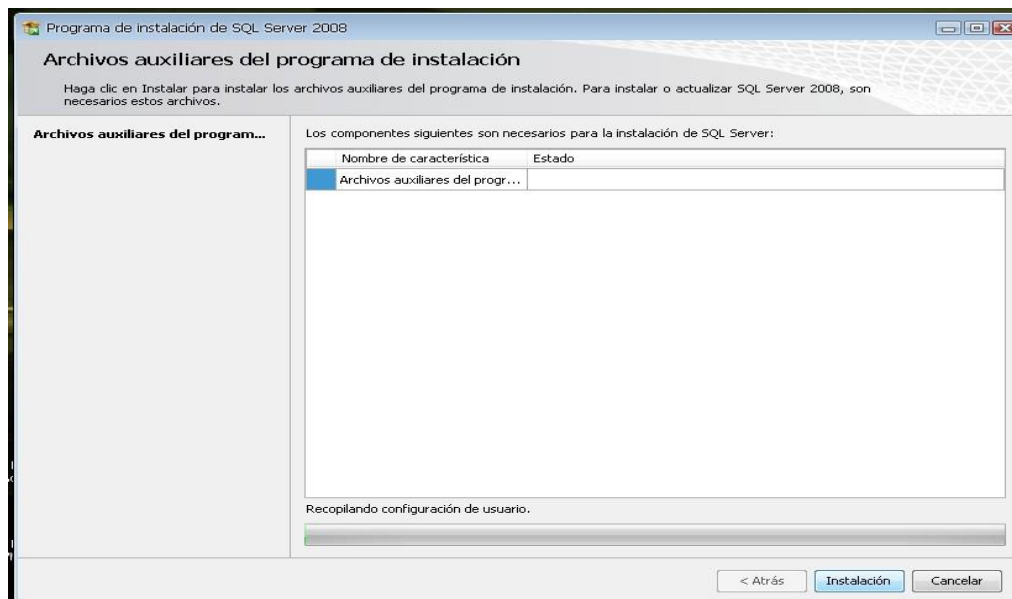 Programa de instalación de SQL Server 2008
Archivos auxiliares del programa de instalación
Haga clic en Instalar para instalar los archivos auxiliares del programa de instalación. Para instalar o actualizar SQL Server 2008, son
necesarios estos archivos.
Archivos auxiliares del program...
Los componentes siguientes son necesarios para la instalación de SQL Server:
Nombre de característica Estado
Archivos auxiliares del progr...
Recopilando configuración de usuario.
< Atrás Instalación Cancelar